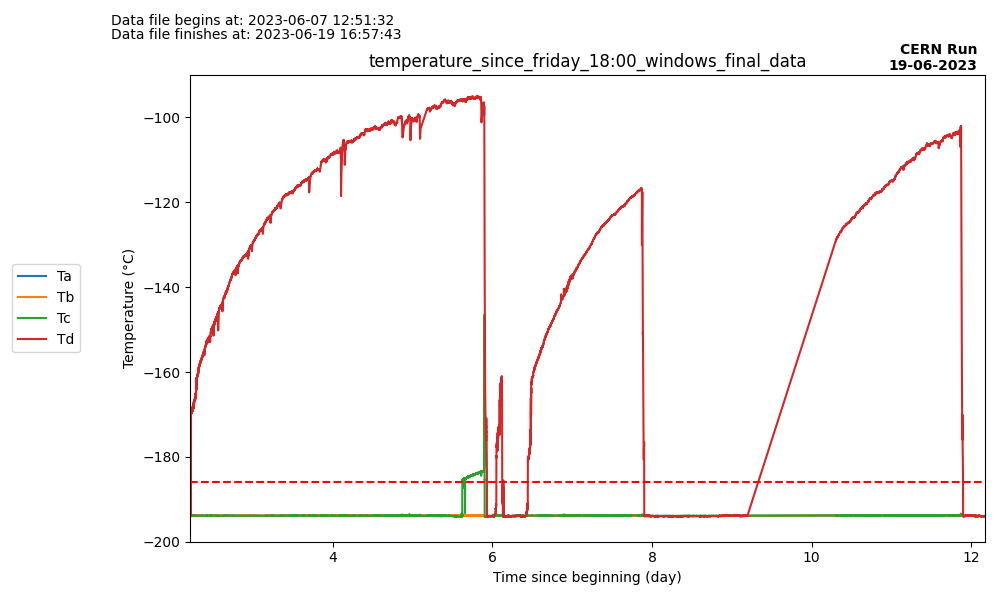 Data file begins at: 2023-06-07 12:51:32
Data file finishes at: 2023-06-19 16:57:43
CERN Run
19-06-2023
temperature_since_friday_18:00_windows_final_data
−100
−120
−140
−160
−180
−200
Temperature (°C)
Ta
Tb
Tc
Td
4
6
8
10
12
Time since beginning (day)